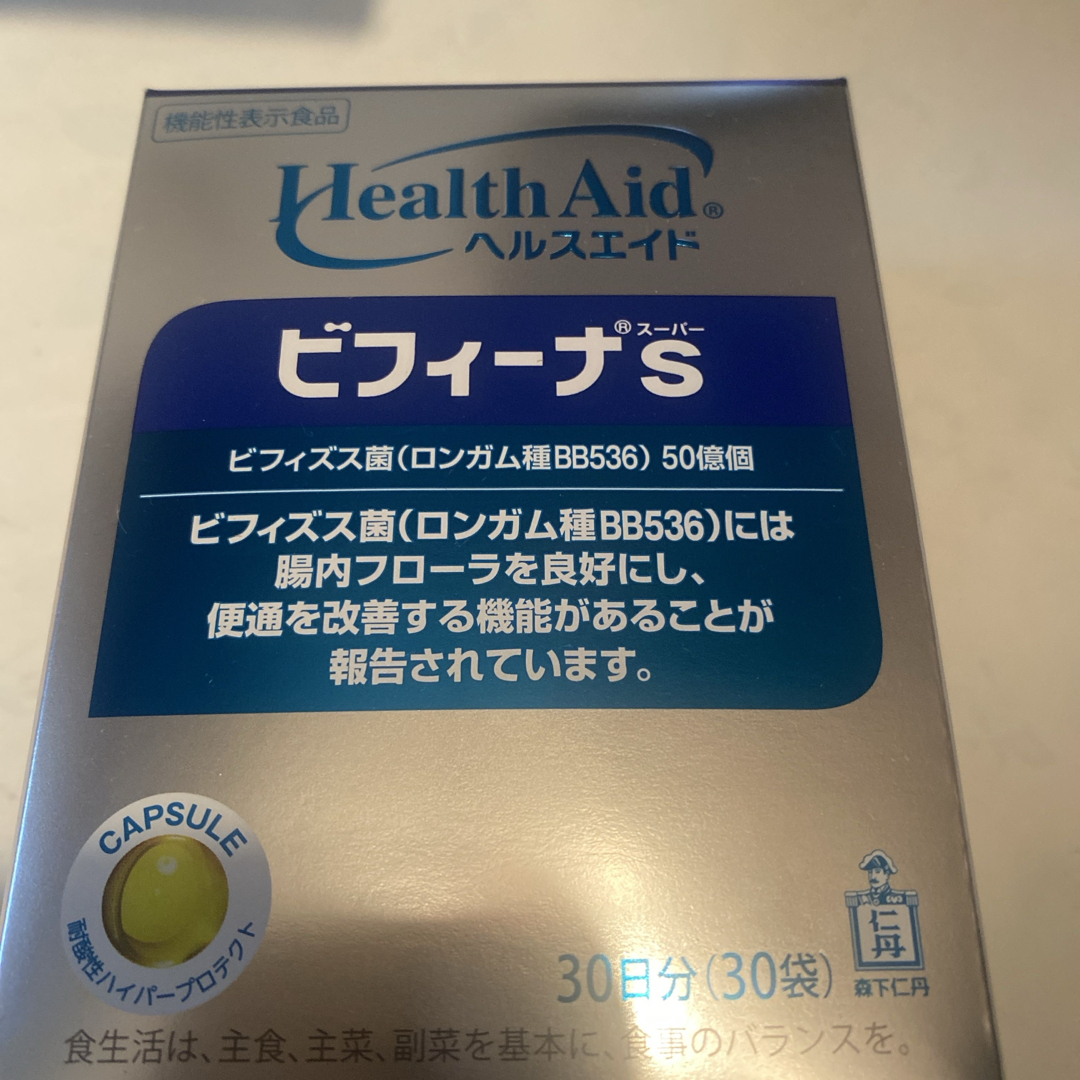 機能性表示食品
Health Aid®
ヘルスエイド
ビフィーナ®S
スーパー
ビフィズス菌(ロンガム種BB536) 50億個
ビフィズス菌(ロンガム種BB536)には
腸内フローラを良好にし、
便通を改善する機能があることが
報告されています。
CAPSULE
耐酸性ハイパープロテクト
仁丹
森下仁丹
30日分(30袋)
食生活は、主食、主菜、副菜を基本に、食事のバランスを。